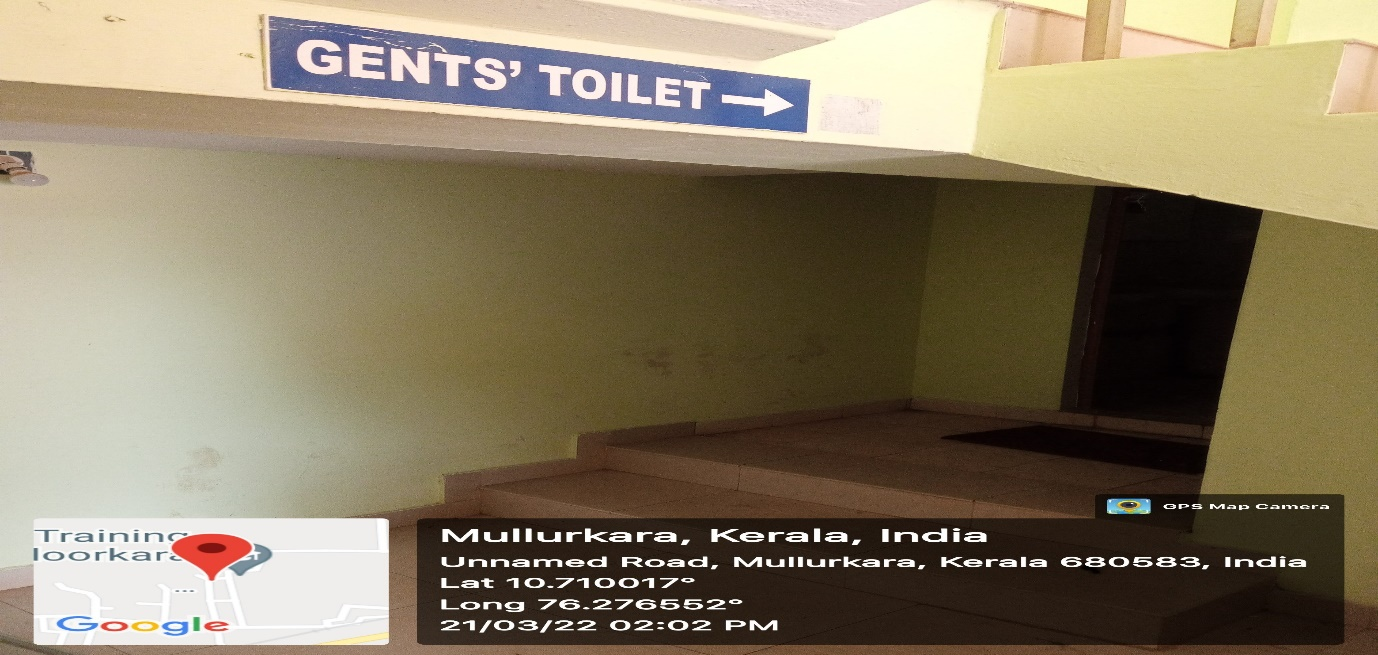 GENTS’ TOILET
GPS Map Camera
Mullurkara, Kerala, India
Unnamed Road, Mullurkara, Kerala 680583, India
Lat 10.710017°
Long 76.276552°
21/03/22 02:02 PM
Training
Google